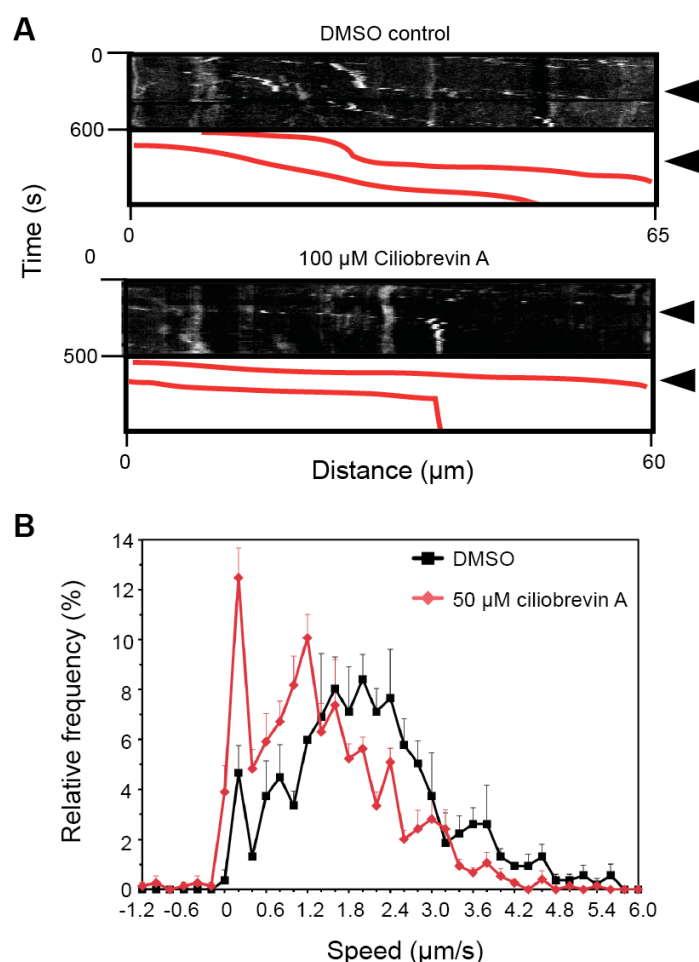 A
DMSO control
0
600
0 65
100 µM Ciliobrevin A
0
500
0 60
Time (s)
Distance (µm)
B
14
12
10
8
6
4
2
0
Relative frequency (%)
DMSO
50 µM ciliobrevin A
-1.2 -0.6 0 0.6 1.2 1.8 2.4 3.0 3.6 4.2 5.4 6.0
Speed (µm/s)